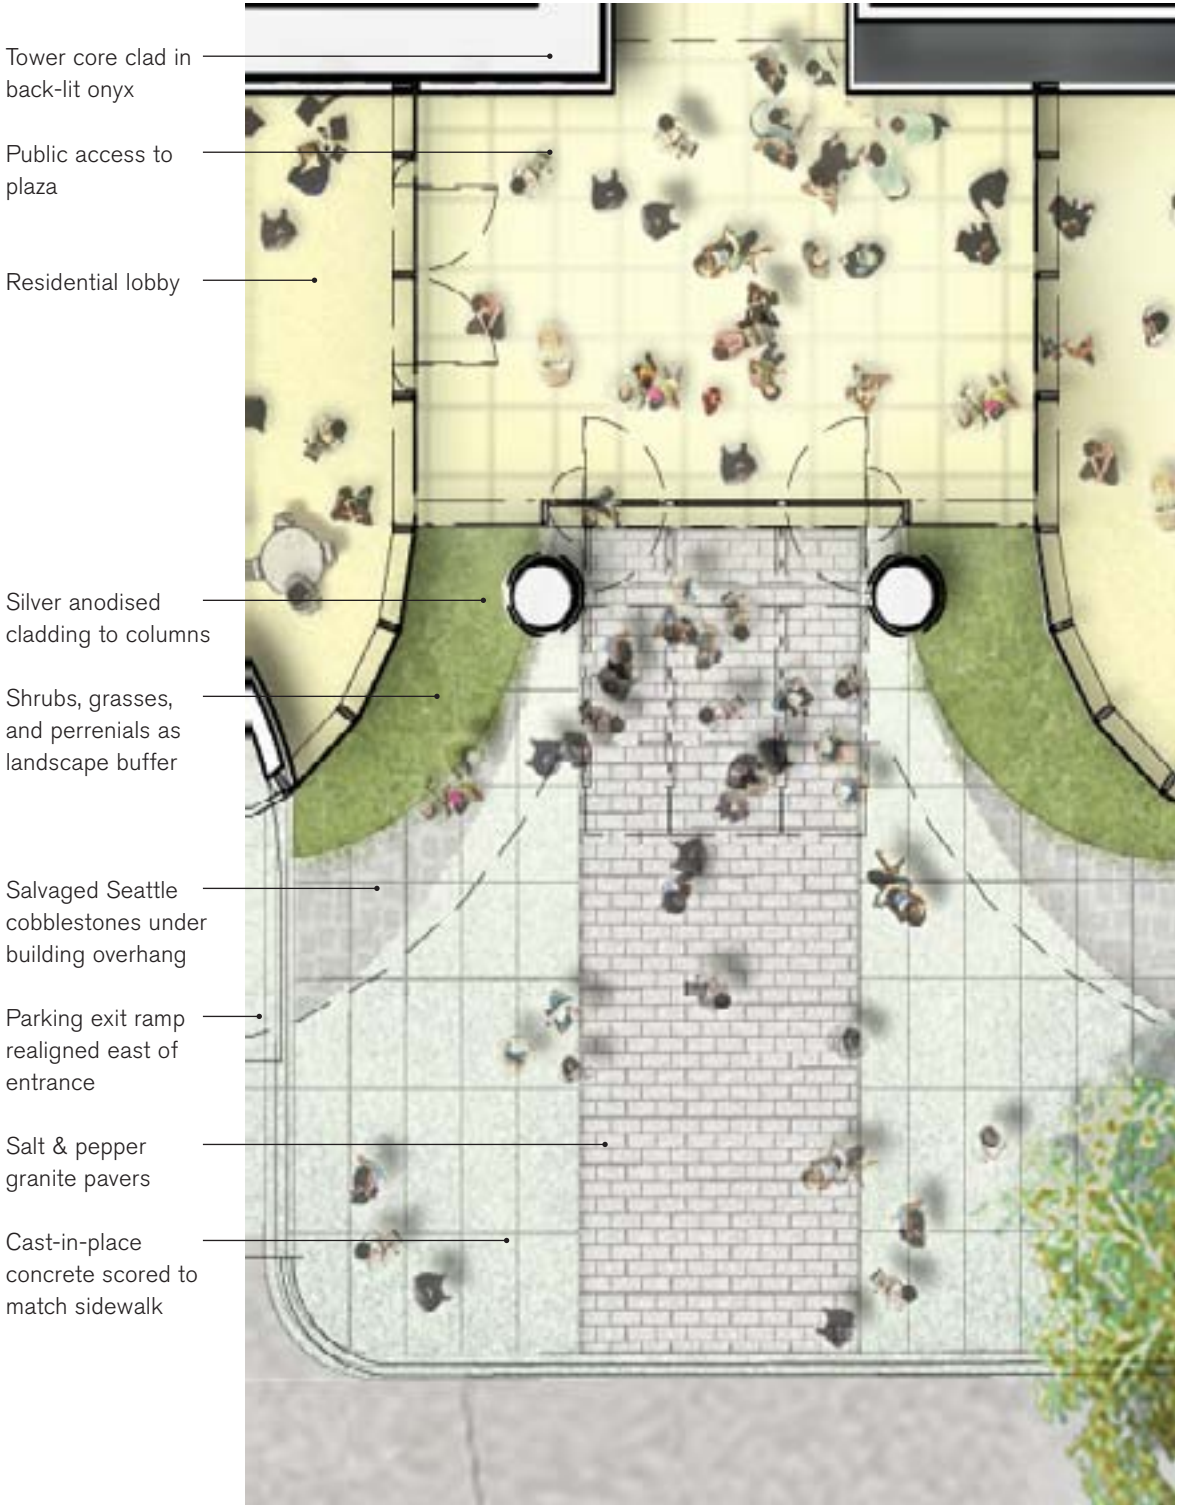 Tower core clad in
back-lit onyx
Public access to
plaza
Residential lobby
Silver anodised
cladding to columns
Shrubs, grasses,
and perrenials as
landscape buffer
Salvaged Seattle
cobblestones under
building overhang
Parking exit ramp
realigned east of
entrance
Salt & pepper
granite pavers
Cast-in-place
concrete scored to
match sidewalk